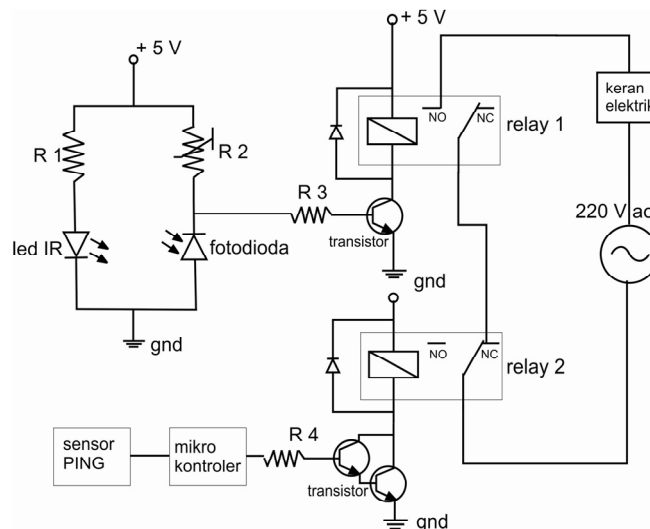 + 5 V
R 1
R 2
led IR
fotodioda
gnd
+ 5 V
NO
NC
relay 1
R 3
transistor
gnd
keran
elektrik
220 V ac
NO
NC
relay 2
sensor
PING
mikro
kontroler
R 4
transistor
gnd